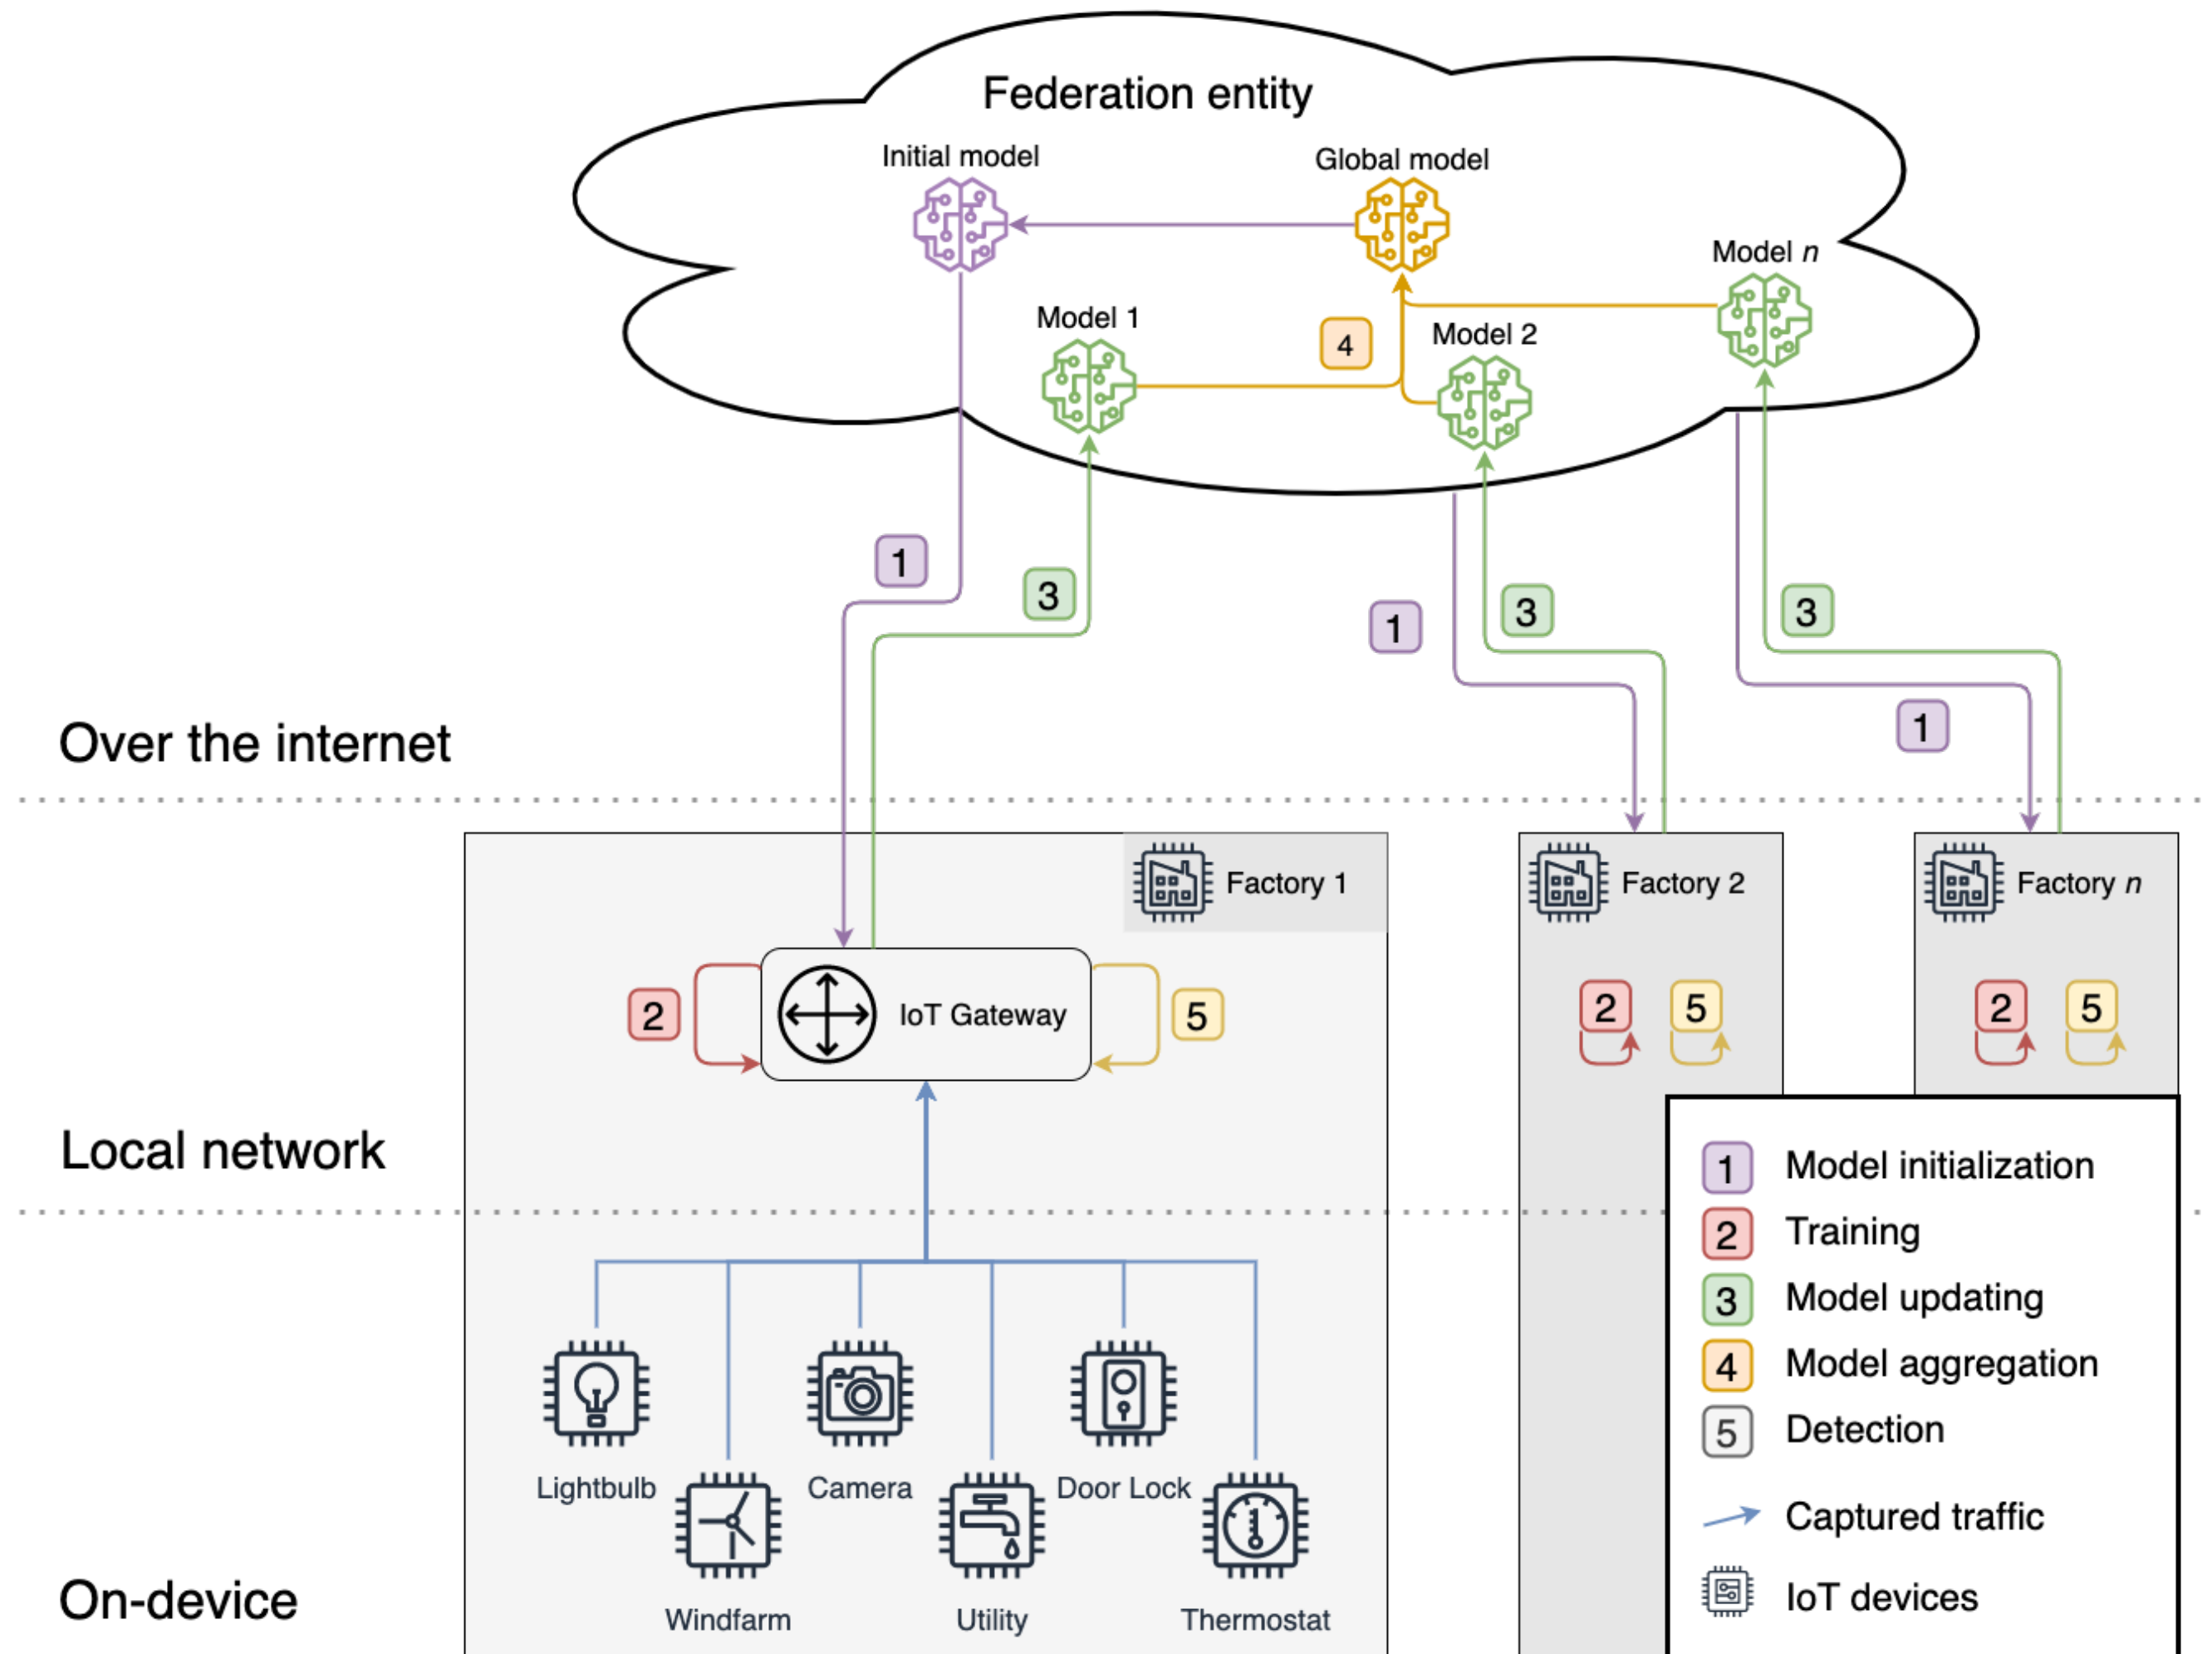 Federation entity
Initial model
Global model
Model n
Model 1
4
Model 2
1
3
1
3
3
1
Over the internet
Factory 1
Factory 2
Factory n
2
IoT Gateway
5
2
5
2
5
Local network
1 Model initialization
2 Training
3 Model updating
4 Model aggregation
5 Detection
Captured traffic
IoT devices
Lightbulb
Camera
Door Lock
Windfarm
Utility
Thermostat
On-device